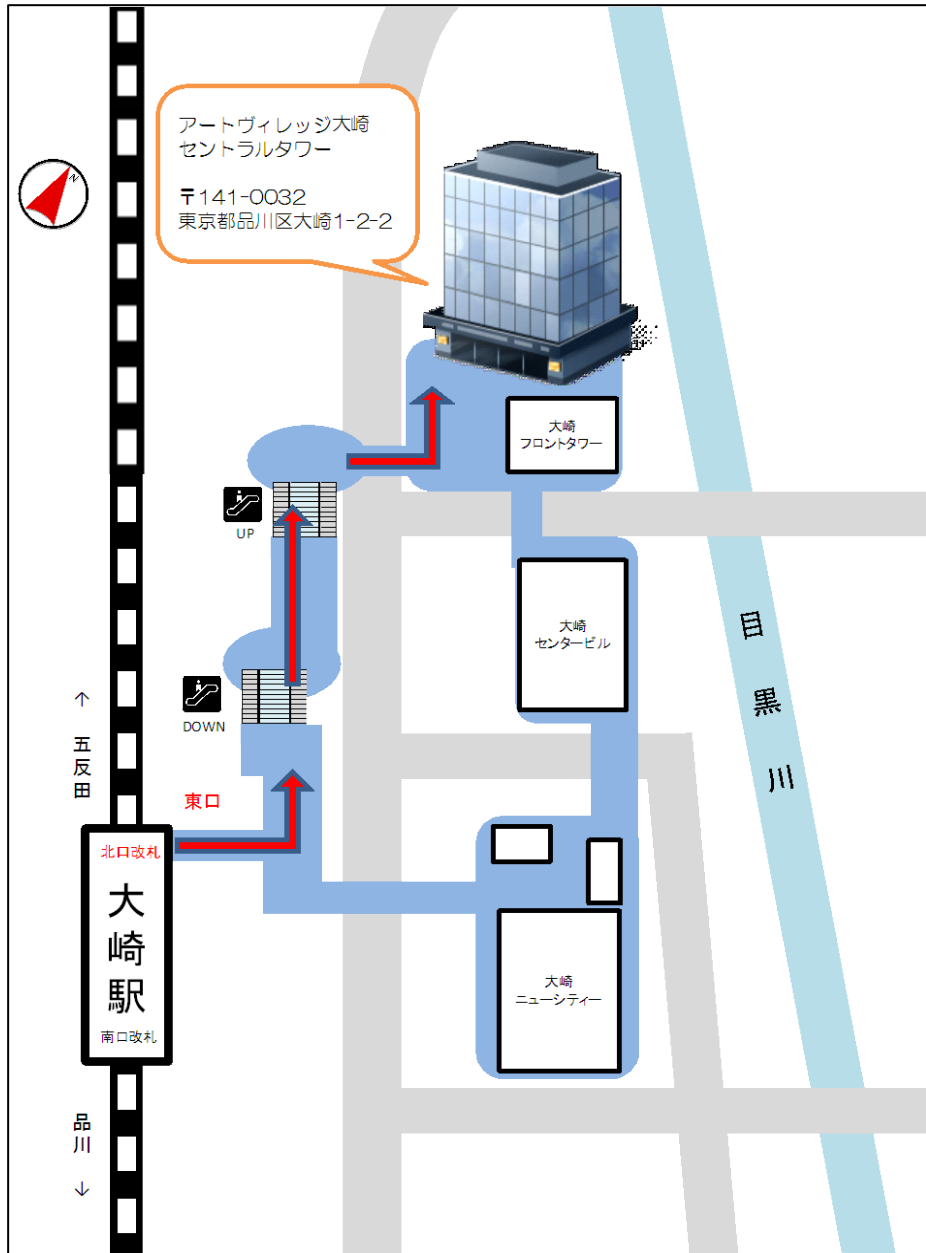 アートヴィレッジ大崎
セントラルタワー
〒141-0032
東京都品川区大崎1-2-2
N
大崎
フロントタワー
UP
大崎
センタービル
目黒川
DOWN
↑
五反田
東口
北口改札
大崎駅
南口改札
大崎
ニューシティー
品川
↓